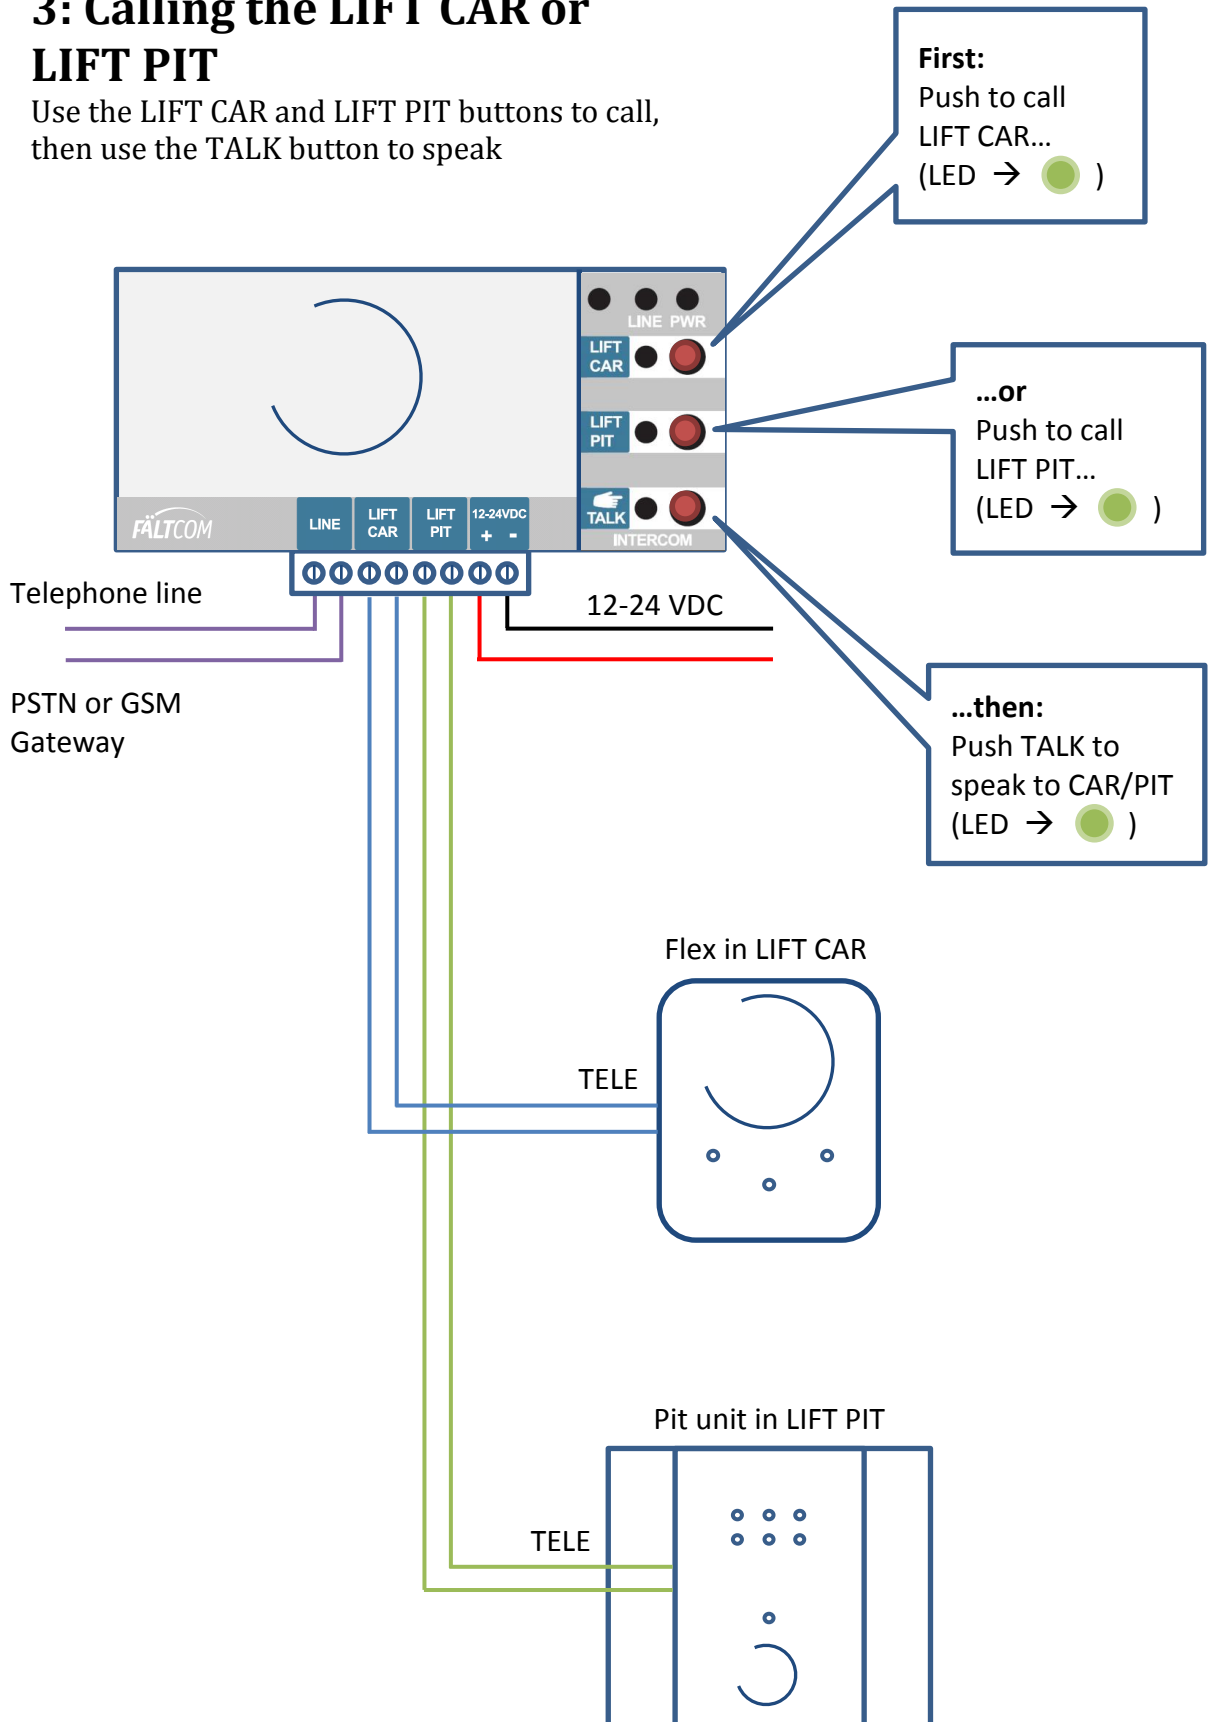 3: Calling the LIFT CAR or
LIFT PIT
Use the LIFT CAR and LIFT PIT buttons to call,
then use the TALK button to speak
First:
Push to call
LIFT CAR...
(LED → )
LINE PWR
LIFT
CAR
LIFT
PIT
TALK
INTERCOM
...or
Push to call
LIFT PIT...
(LED → )
FÄLTCOM
LINE
LIFT
CAR
LIFT
PIT
12-24VDC
+ -
Telephone line
12-24 VDC
PSTN or GSM
Gateway
...then:
Push TALK to
speak to CAR/PIT
(LED → )
Flex in LIFT CAR
TELE
Pit unit in LIFT PIT
TELE